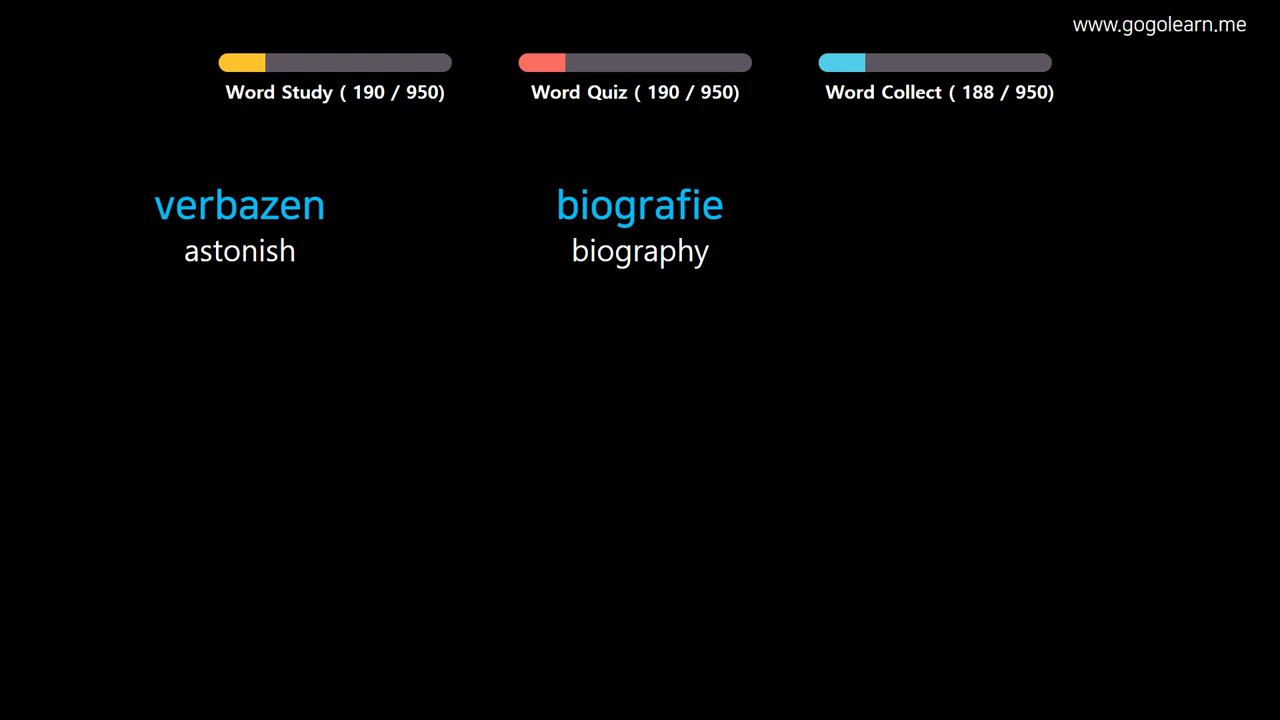 www.gogolearn.me
Word Study ( 190 / 950)
Word Quiz ( 190 / 950)
Word Collect ( 188 / 950)
verbazen
astonish
biografie
biography